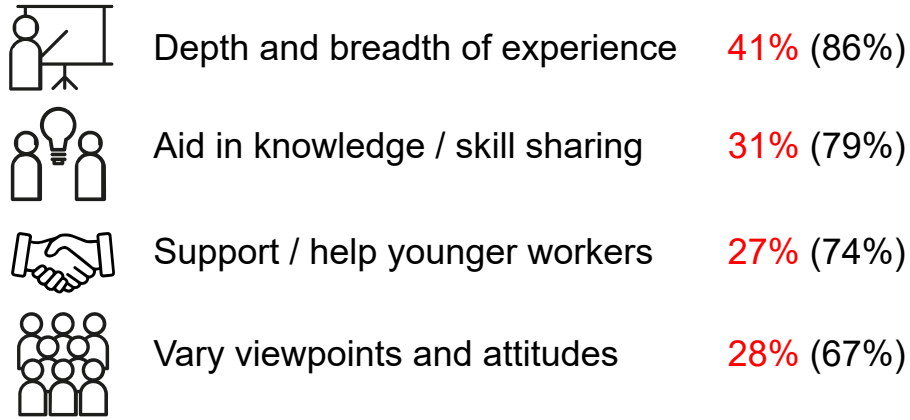 Depth and breadth of experience 41% (86%)
Aid in knowledge / skill sharing 31% (79%)
Support / help younger workers 27% (74%)
Vary viewpoints and attitudes 28% (67%)